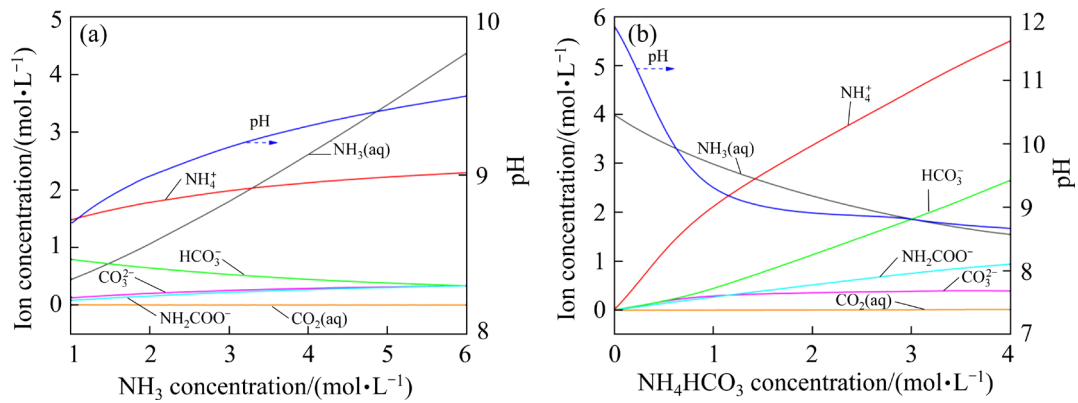 (a)
5
4
3
2
1
0
10
9
8
1 2 3 4 5 6
Ion concentration/(mol•L⁻¹)
pH
NH₃ concentration/(mol•L⁻¹)
pH
NH₃(aq)
NH₄⁺
HCO₃⁻
CO₃²⁻
NH₂COO⁻
CO₂(aq)
(b)
6
5
4
3
2
1
0
12
11
10
9
8
7
0 1 2 3 4
Ion concentration/(mol•L⁻¹)
pH
NH₄HCO₃ concentration/(mol•L⁻¹)
pH
NH₄⁺
NH₃(aq)
HCO₃⁻
NH₂COO⁻
CO₃²⁻
CO₂(aq)